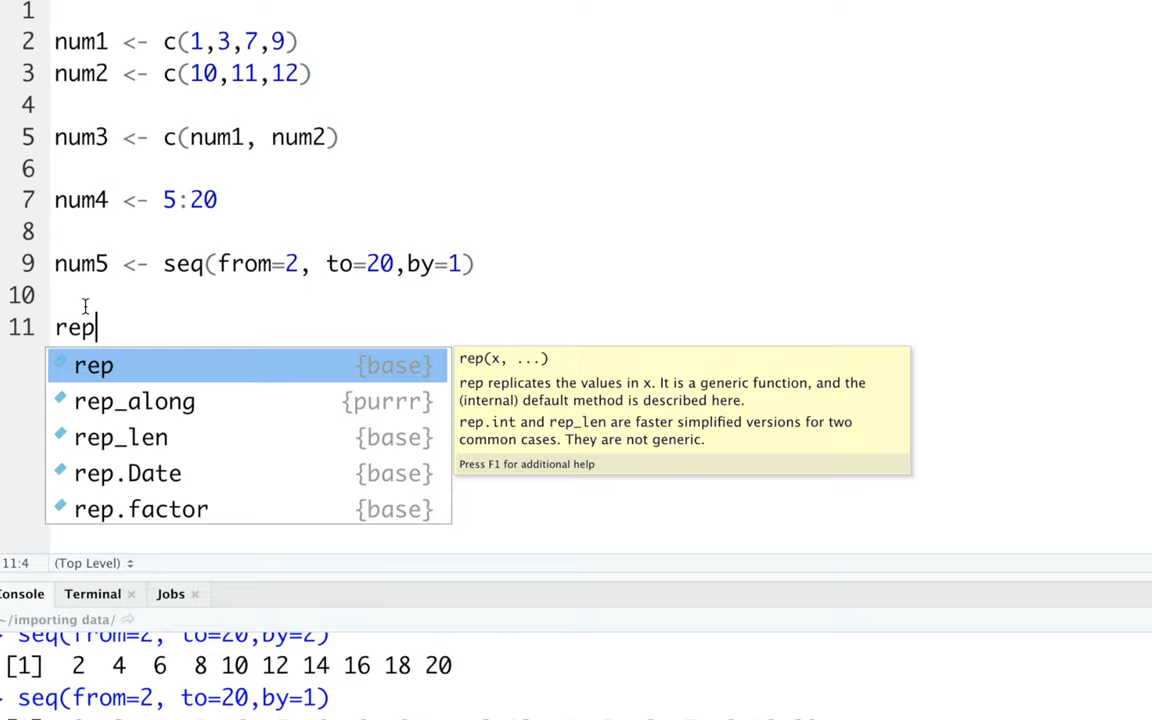 1
2 num1 <- c(1,3,7,9)
3 num2 <- c(10,11,12)
4
5 num3 <- c(num1, num2)
6
7 num4 <- 5:20
8
9 num5 <- seq(from=2, to=20,by=1)
10
11 rep
rep {base}
rep_along {purrr}
rep_len {base}
rep.Date {base}
rep.factor {base}
rep(x, ...)
rep replicates the values in x. It is a generic function, and the
(internal) default method is described here.
rep.int and rep_len are faster simplified versions for two
common cases. They are not generic.
Press F1 for additional help
11:4 (Top Level)
Console Terminal Jobs
~/importing data/
seq(from=2, to=20,by=2)
[1] 2 4 6 8 10 12 14 16 18 20
> seq(from=2, to=20,by=1)